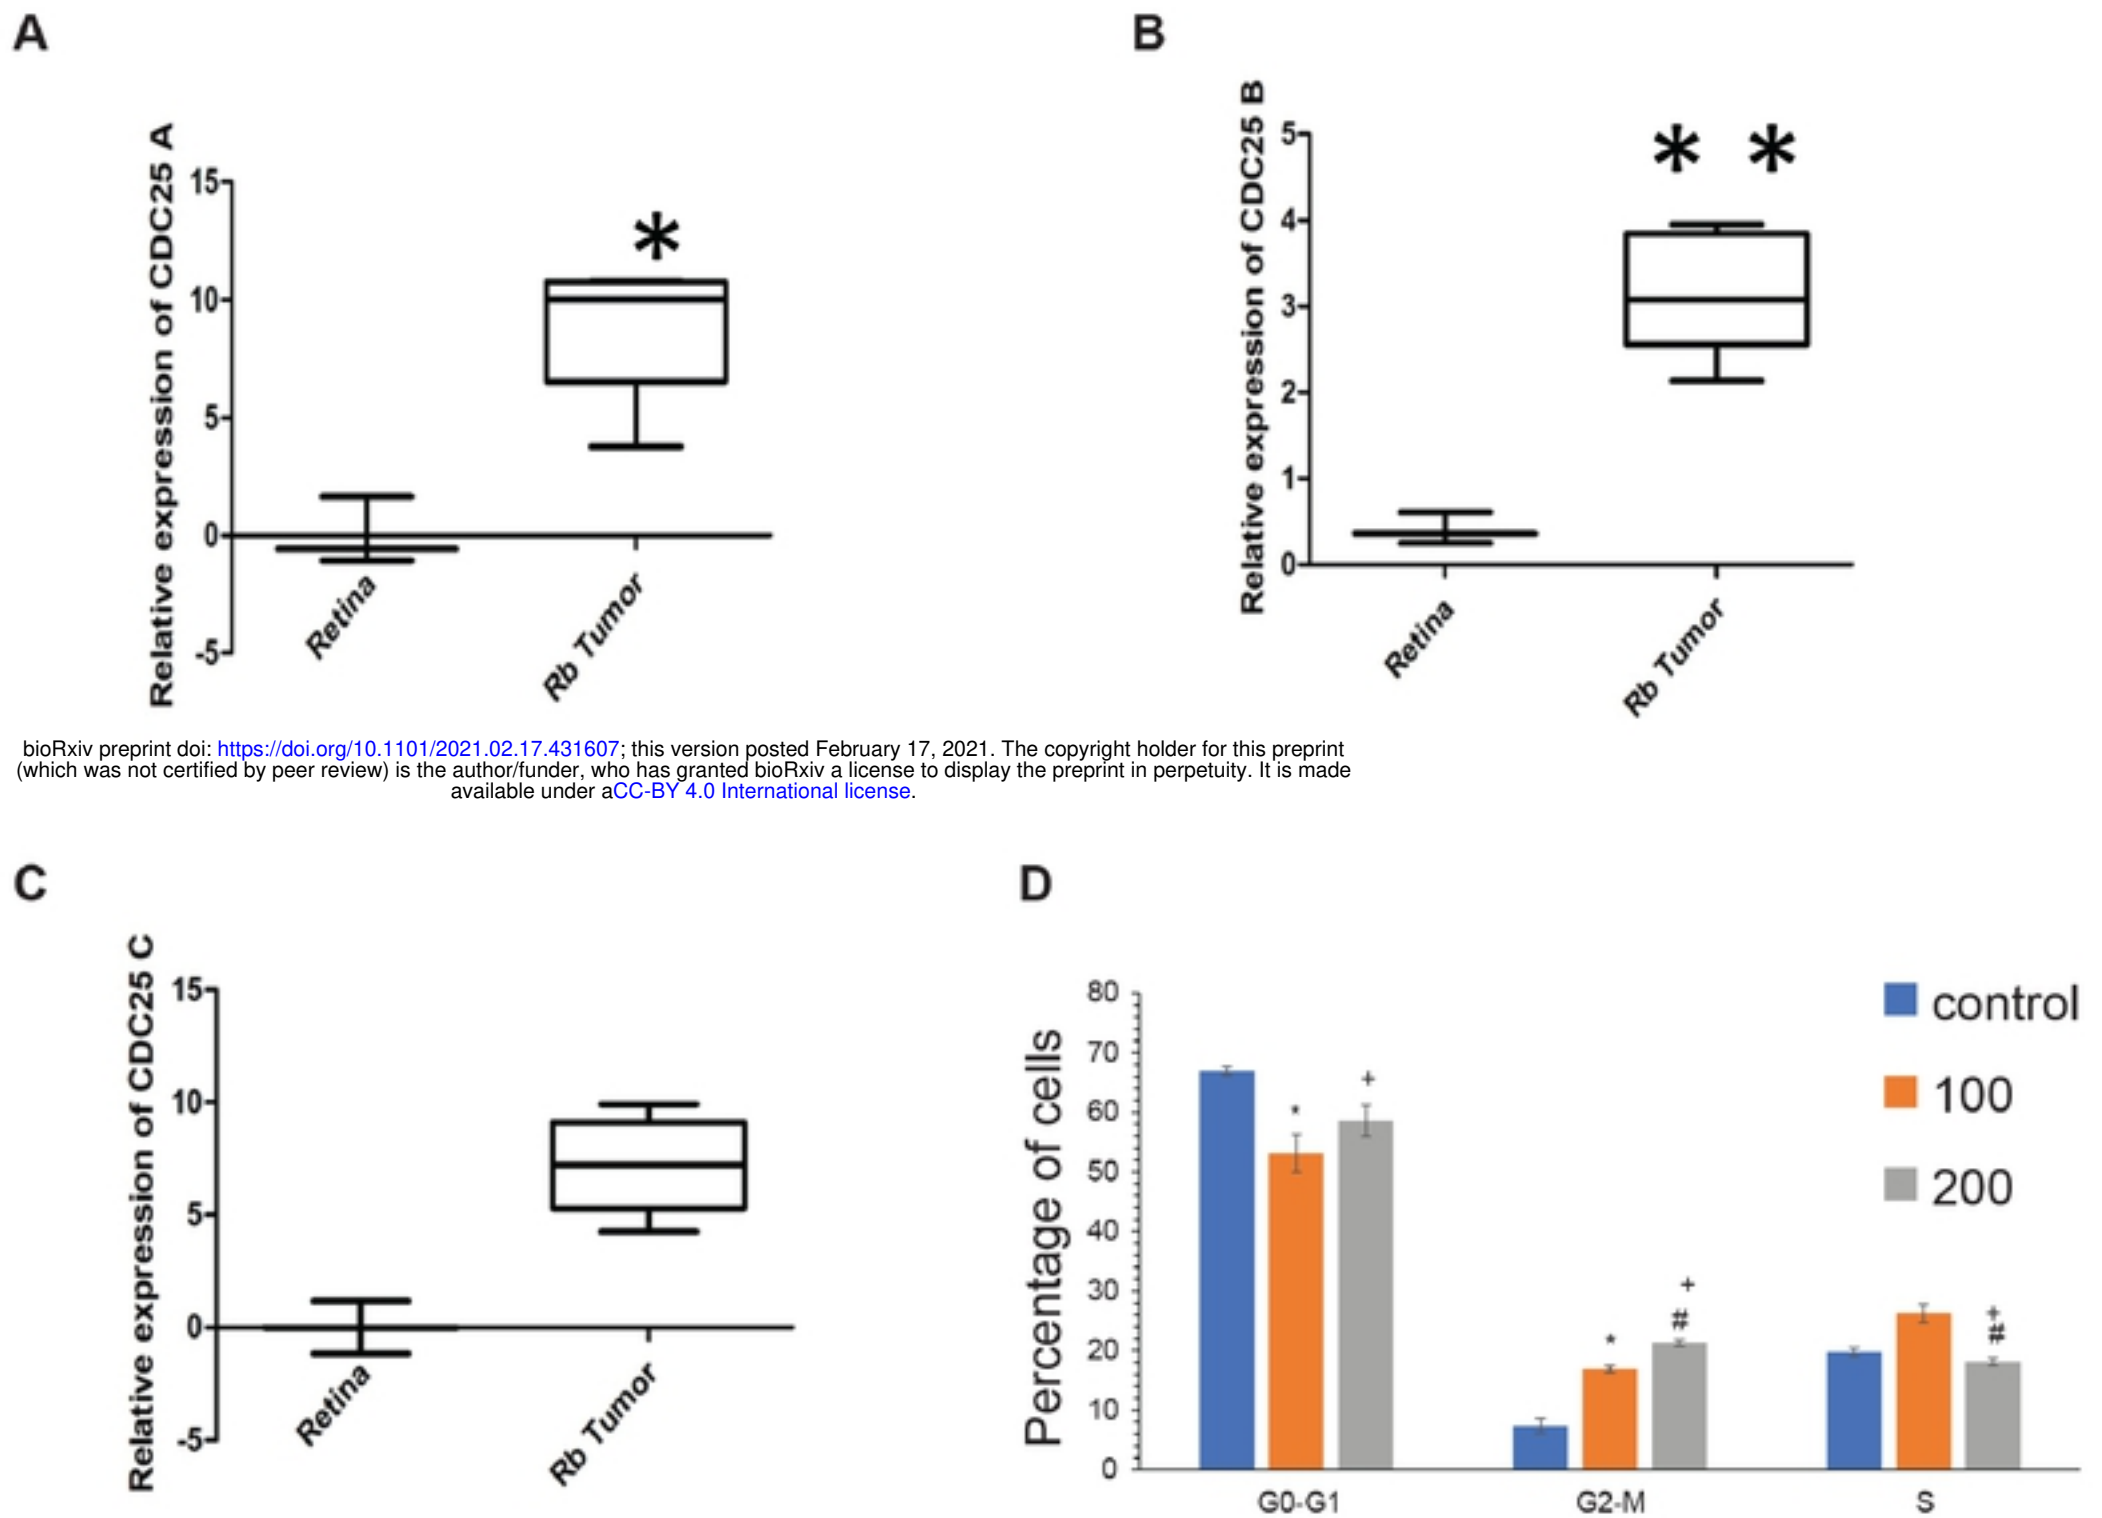 A
Relative expression of CDC25 A
15
10
5
0
-5
*
Retina
Rb Tumor
B
Relative expression of CDC25 B
5
4
3
2
1
0
* *
Retina
Rb Tumor
bioRxiv preprint doi: https://doi.org/10.1101/2021.02.17.431607; this version posted February 17, 2021. The copyright holder for this preprint
(which was not certified by peer review) is the author/funder, who has granted bioRxiv a license to display the preprint in perpetuity. It is made
available under aCC-BY 4.0 International license.
C
Relative expression of CDC25 C
15
10
5
0
-5
Retina
Rb Tumor
D
Percentage of cells
80
70
60
50
40
30
20
10
0
*
+
*
+
#
+
#
G0-G1
G2-M
S
control
100
200